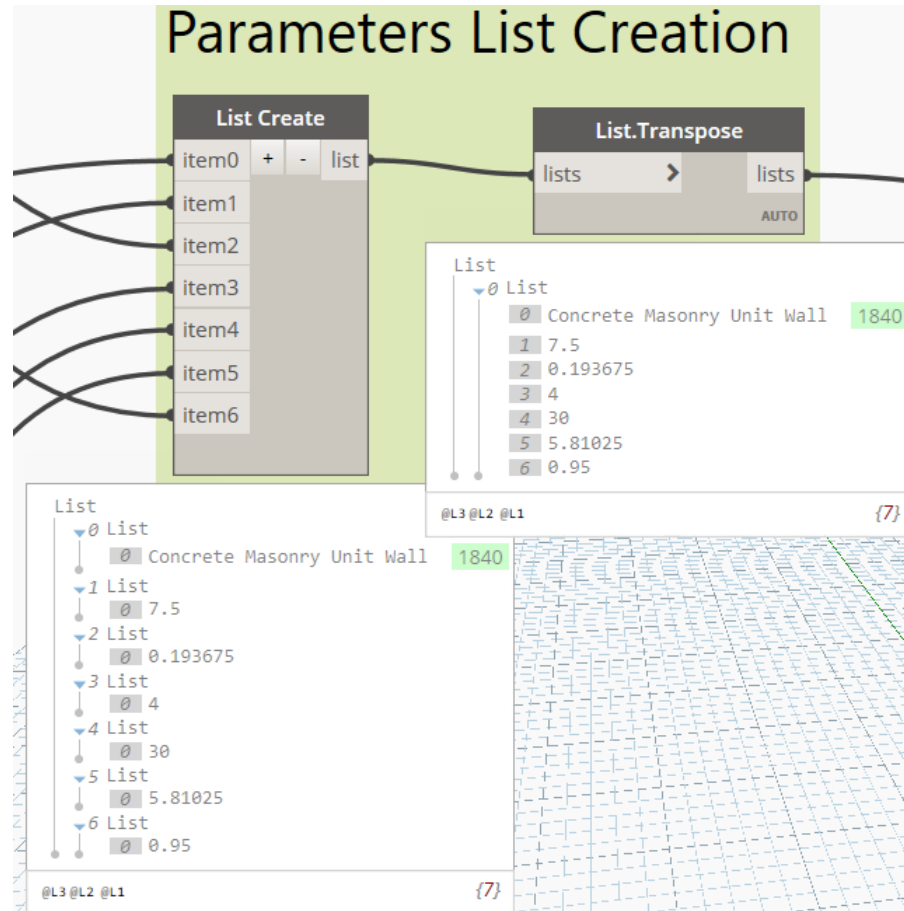 Parameters List Creation
List Create
item0 + - list
item1
item2
item3
item4
item5
item6
List.Transpose
lists > lists
AUTO
List
0 List
0 Concrete Masonry Unit Wall 1840
1 7.5
2 0.193675
3 4
4 30
5 5.81025
6 0.95
@L3 @L2 @L1 {7}
List
0 List
0 Concrete Masonry Unit Wall 1840
1 List
0 7.5
2 List
0 0.193675
3 List
0 4
4 List
0 30
5 List
0 5.81025
6 List
0 0.95
@L3 @L2 @L1 {7}